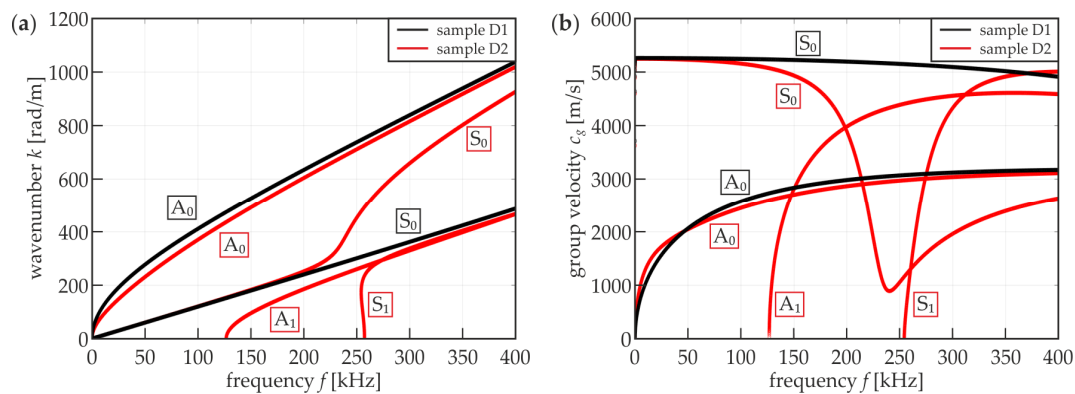 (a)
wavenumber k [rad/m]
1200
1000
800
600
400
200
0
sample D1
sample D2
A₀
A₀
S₀
S₀
A₁
S₁
0 50 100 150 200 250 300 350 400
frequency f [kHz]
(b)
group velocity c_g [m/s]
6000
5000
4000
3000
2000
1000
0
sample D1
sample D2
S₀
S₀
A₀
A₀
A₁
S₁
0 50 100 150 200 250 300 350 400
frequency f [kHz]